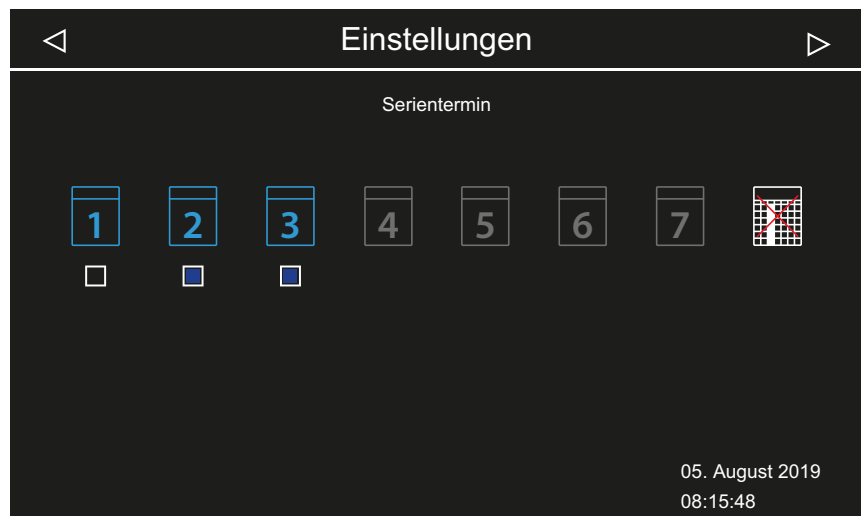 Einstellungen
Serientermin
1 2 3 4 5 6 7
05. August 2019
08:15:48